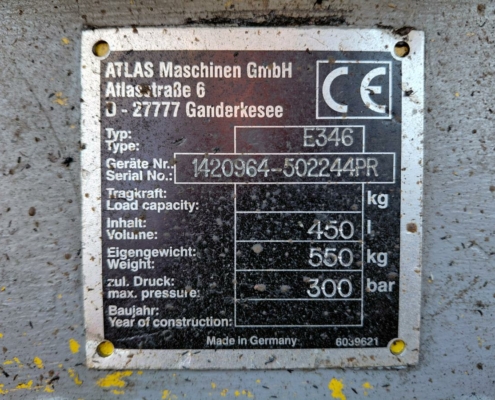 ATLAS Maschinen GmbH
Atlasstraße 6
D - 27777 Ganderkesee
CE
Typ:
Type: E346
Geräte Nr.:
Serial No.: 1420964-502244PR
Tragkraft:
Load capacity: kg
Inhalt:
Volume: 450 l
Eigengewicht:
Weight: 550 kg
zul. Druck:
max. pressure: 300 bar
Baujahr:
Year of construction:
Made in Germany 6039621